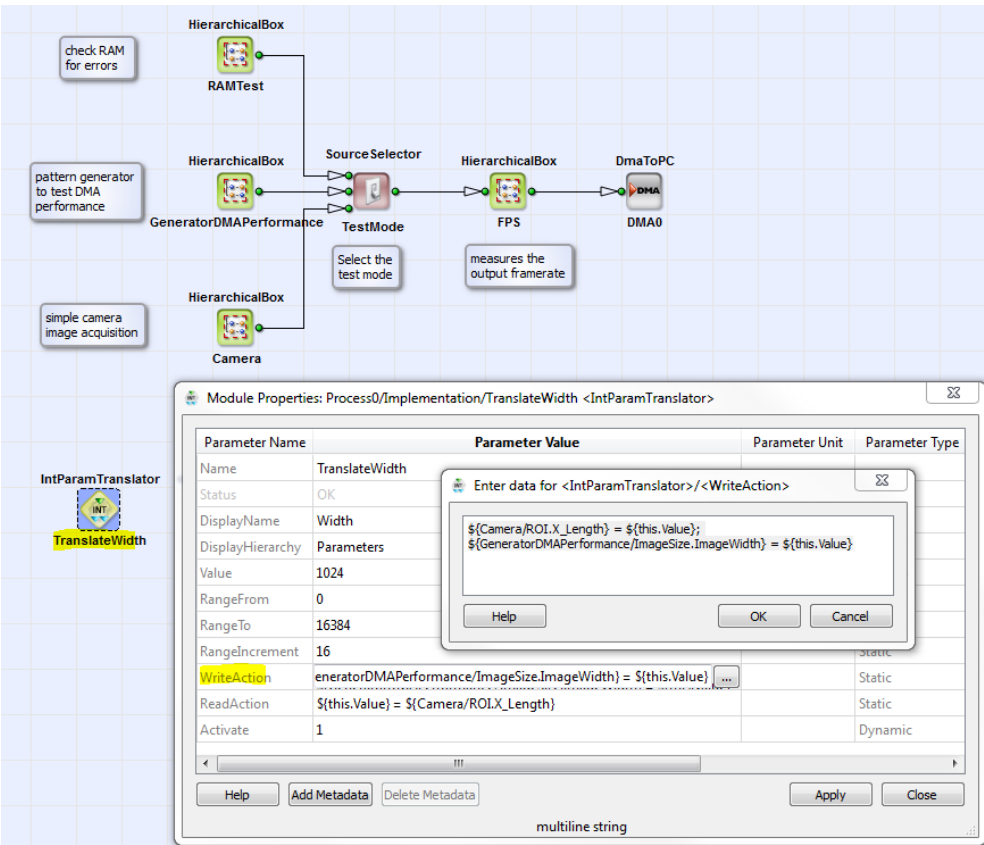 HierarchicalBox
check RAM
for errors
RAMTest
HierarchicalBox
SourceSelector
HierarchicalBox
DmaToPC
pattern generator
to test DMA
performance
DMA
GeneratorDMAPerformance
TestMode
FPS
DMA0
Select the
test mode
measures the
output framerate
HierarchicalBox
simple camera
image acquisition
Camera
IntParamTranslator
INT
TranslateWidth
Module Properties: Process0/Implementation/TranslateWidth <IntParamTranslator>
Parameter Name Parameter Value Parameter Unit Parameter Type
Name TranslateWidth
Status OK
DisplayName Width
DisplayHierarchy Parameters
Value 1024
RangeFrom 0
RangeTo 16384
RangeIncrement 16 Static
WriteAction eneratorDMAPerformance/ImageSize.ImageWidth} = ${this.Value} ... Static
ReadAction ${this.Value} = ${Camera/ROI.X_Length} Static
Activate 1 Dynamic
Enter data for <IntParamTranslator>/<WriteAction>
${Camera/ROI.X_Length} = ${this.Value};
${GeneratorDMAPerformance/ImageSize.ImageWidth} = ${this.Value}
Help OK Cancel
Help Add Metadata Delete Metadata Apply Close
multiline string